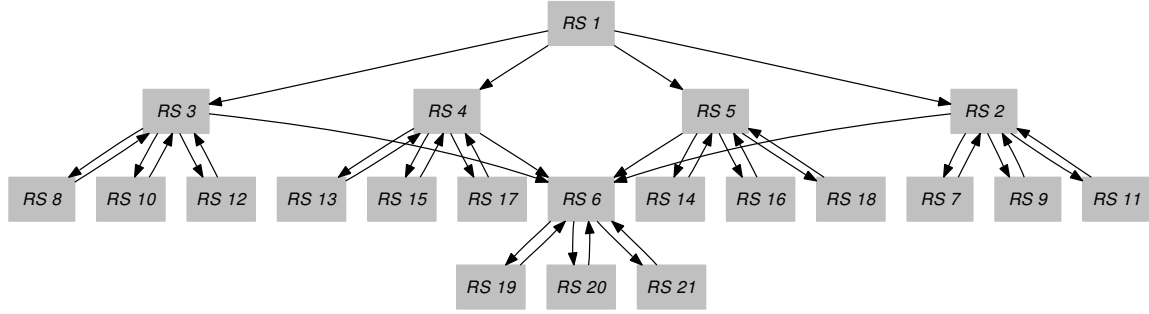 RS 1
RS 3
RS 4
RS 5
RS 2
RS 8
RS 10
RS 12
RS 13
RS 15
RS 17
RS 6
RS 14
RS 16
RS 18
RS 7
RS 9
RS 11
RS 19
RS 20
RS 21